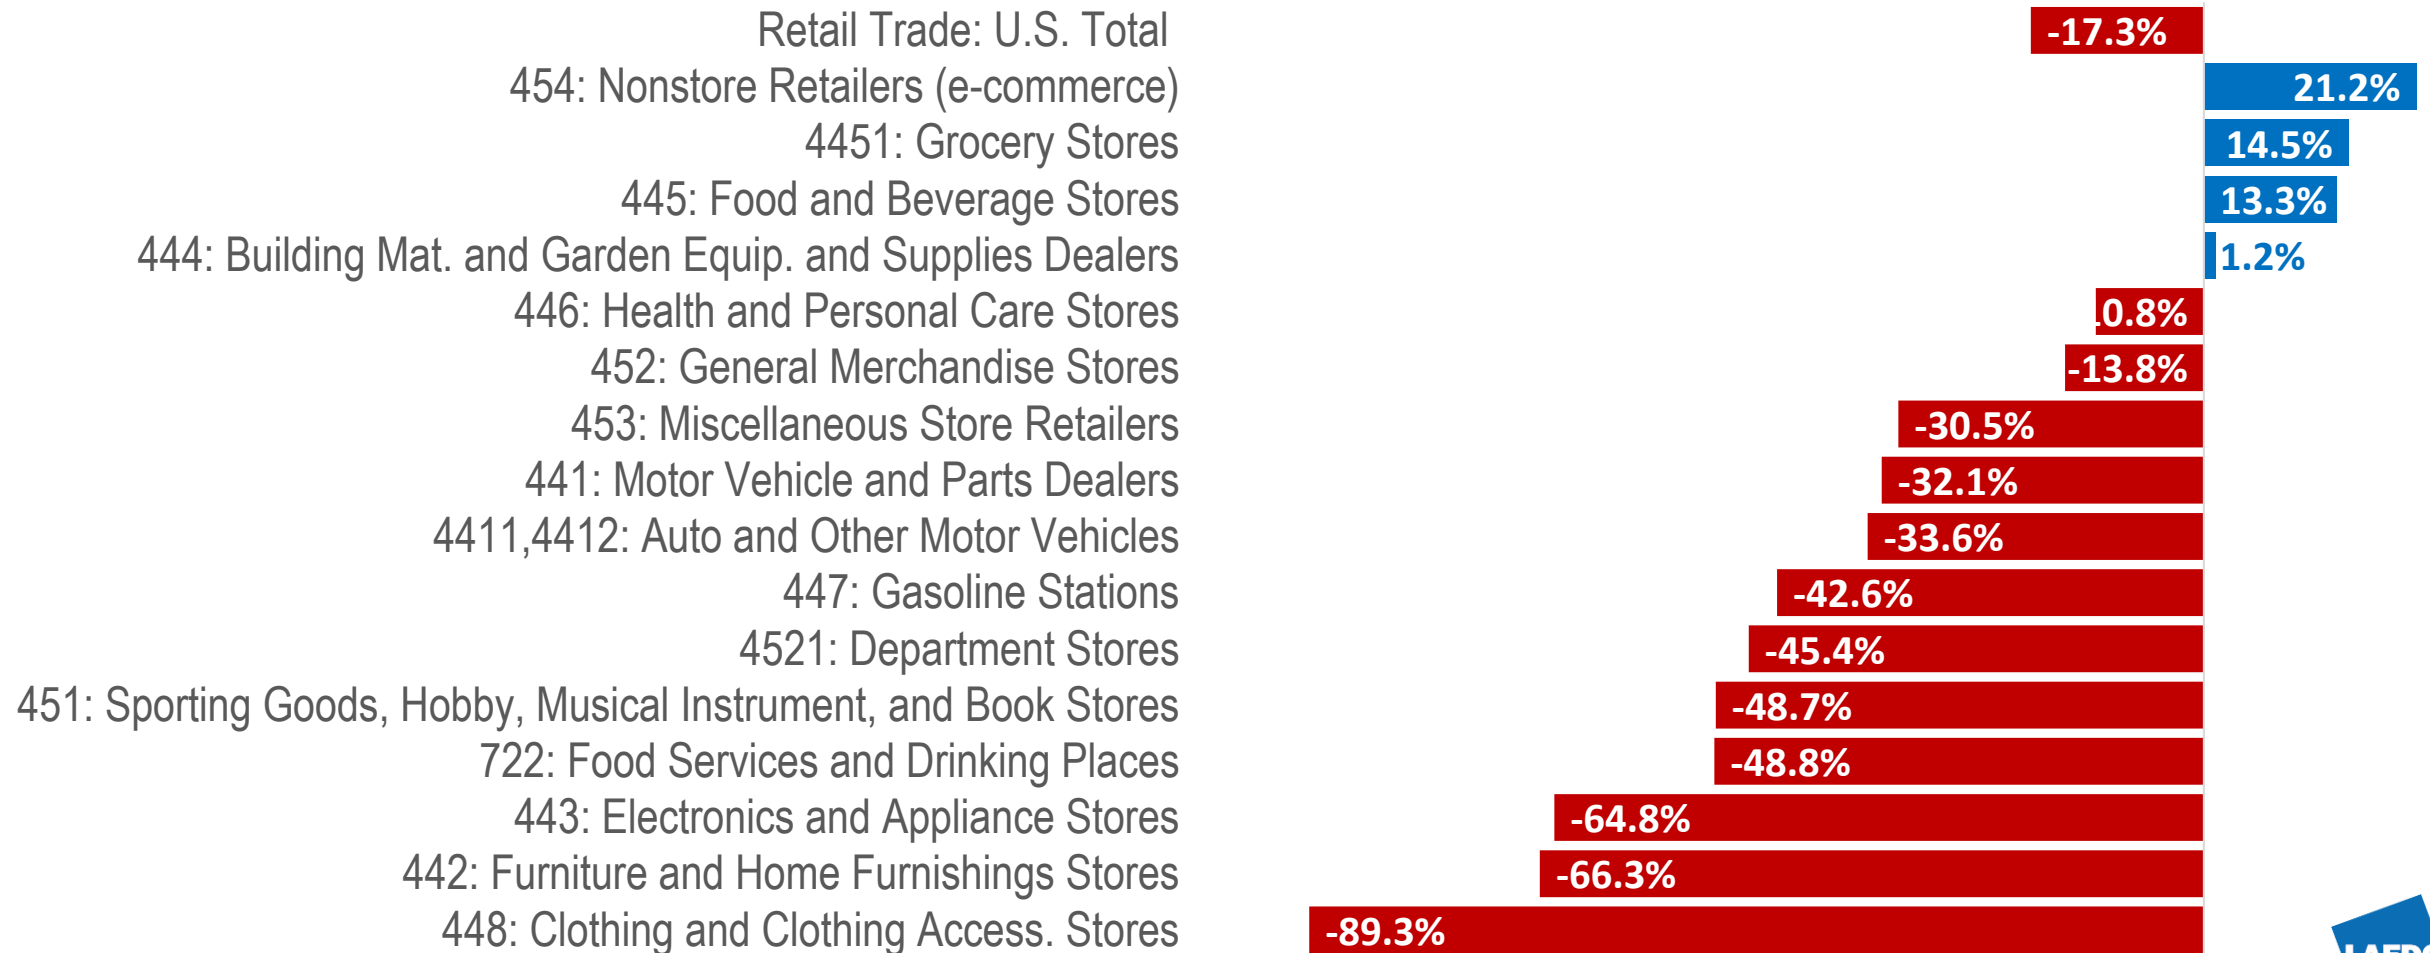 Retail Trade: U.S. Total -17.3%
454: Nonstore Retailers (e-commerce) 21.2%
4451: Grocery Stores 14.5%
445: Food and Beverage Stores 13.3%
444: Building Mat. and Garden Equip. and Supplies Dealers 1.2%
446: Health and Personal Care Stores 0.8%
452: General Merchandise Stores -13.8%
453: Miscellaneous Store Retailers -30.5%
441: Motor Vehicle and Parts Dealers -32.1%
4411,4412: Auto and Other Motor Vehicles -33.6%
447: Gasoline Stations -42.6%
4521: Department Stores -45.4%
451: Sporting Goods, Hobby, Musical Instrument, and Book Stores -48.7%
722: Food Services and Drinking Places -48.8%
443: Electronics and Appliance Stores -64.8%
442: Furniture and Home Furnishings Stores -66.3%
448: Clothing and Clothing Access. Stores -89.3%